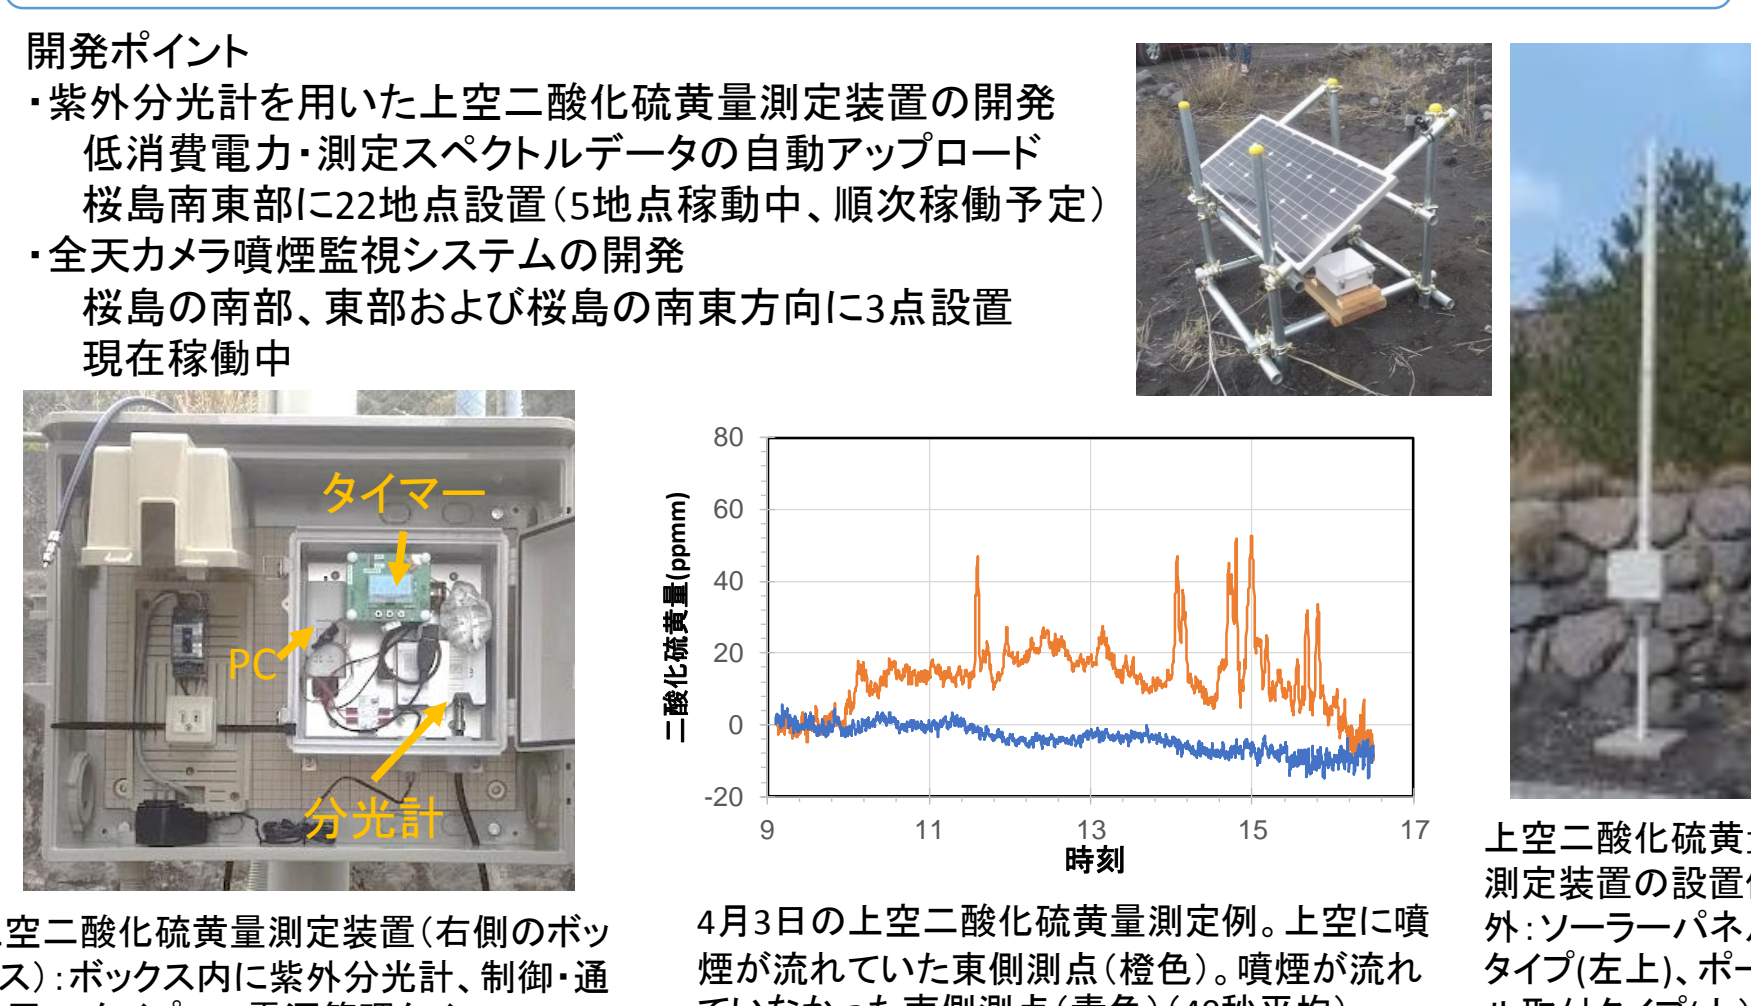 開発ポイント
・紫外分光計を用いた上空二酸化硫黄量測定装置の開発
低消費電力・測定スペクトルデータの自動アップロード
桜島南東部に22地点設置（5地点稼動中、順次稼働予定）
・全天カメラ噴煙監視システムの開発
桜島の南部、東部および桜島の南東方向に3点設置
現在稼働中
タイマー
PC
分光計
空二酸化硫黄量測定装置（右側のボッ
ス）：ボックス内に紫外分光計、制御・通
二酸化硫黄量(ppmm)
80
60
40
20
0
-20
9 11 13 15 17
時刻
4月3日の上空二酸化硫黄量測定例。上空に噴
煙が流れていた東側測点（橙色）。噴煙が流れ
上空二酸化硫黄
測定装置の設置
外：ソーラーパネル
タイプ(左上)、ポー